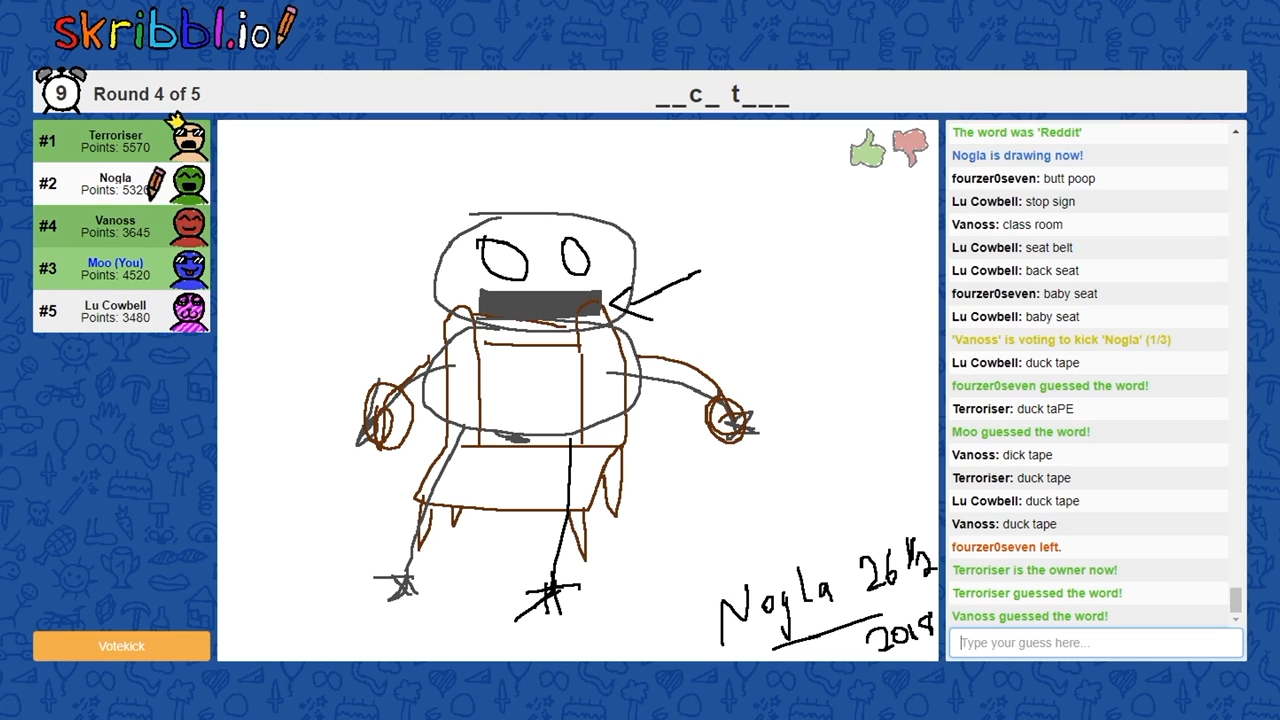 skribbl.io
9
Round 4 of 5
__c_ t___
#1
Terroriser
Points: 5570
#2
Nogla
Points: 5320
#4
Vanoss
Points: 3645
#3
Moo (You)
Points: 4520
#5
Lu Cowbell
Points: 3480
Votekick
Nogla 26 1/2
2018
The word was 'Reddit'
Nogla is drawing now!
fourzer0seven: butt poop
Lu Cowbell: stop sign
Vanoss: class room
Lu Cowbell: seat belt
Lu Cowbell: back seat
fourzer0seven: baby seat
Lu Cowbell: baby seat
'Vanoss' is voting to kick 'Nogla' (1/3)
Lu Cowbell: duck tape
fourzer0seven guessed the word!
Terroriser: duck taPE
Moo guessed the word!
Vanoss: dick tape
Terroriser: duck tape
Lu Cowbell: duck tape
Vanoss: duck tape
fourzer0seven left.
Terroriser is the owner now!
Terroriser guessed the word!
Vanoss guessed the word!
Type your guess here...